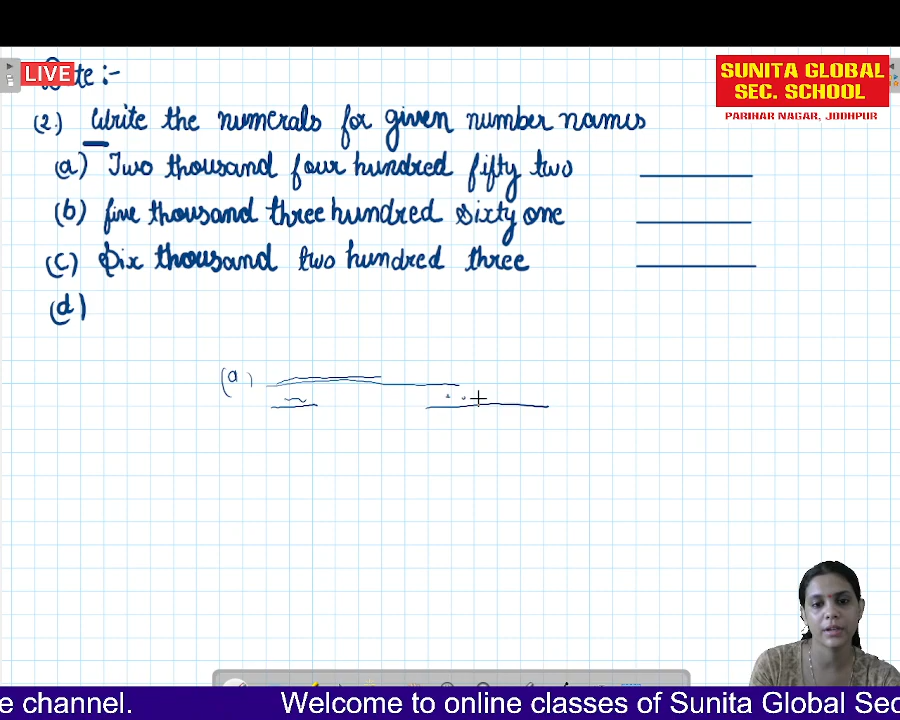 LIVE
te :-
SUNITA GLOBAL
SEC. SCHOOL
PARIHAR NAGAR, JODHPUR
(2.) Write the numerals for given number names
(a) Two thousand four hundred fifty two
(b) five thousand three hundred sixty one
(c) Six thousand two hundred three
(d)
(a)
e channel. Welcome to online classes of Sunita Global Sec